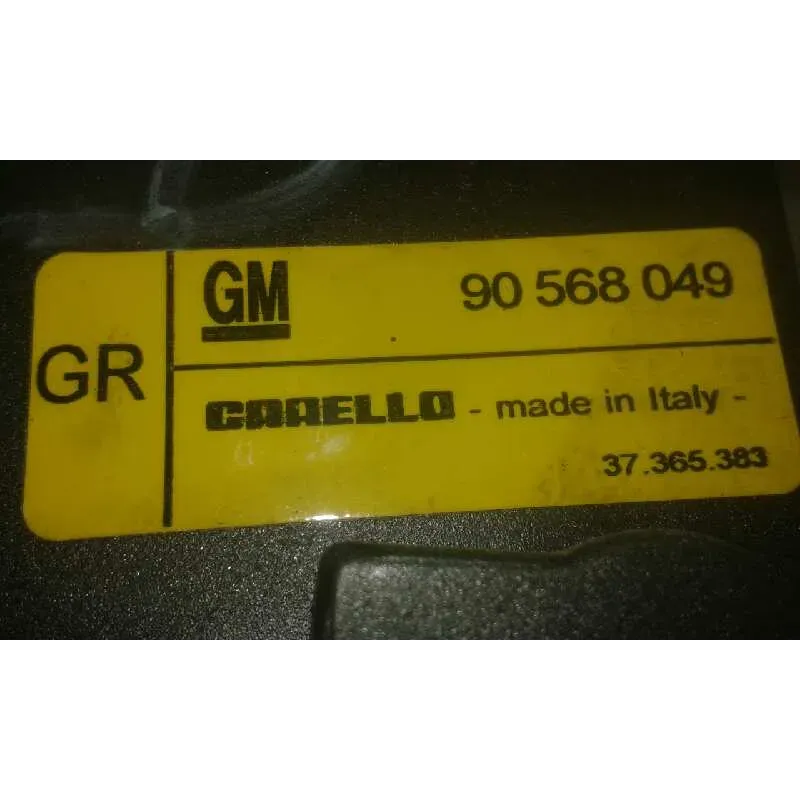 GR
GM
90 568 049
CARELLO - made in Italy -
37.365.383